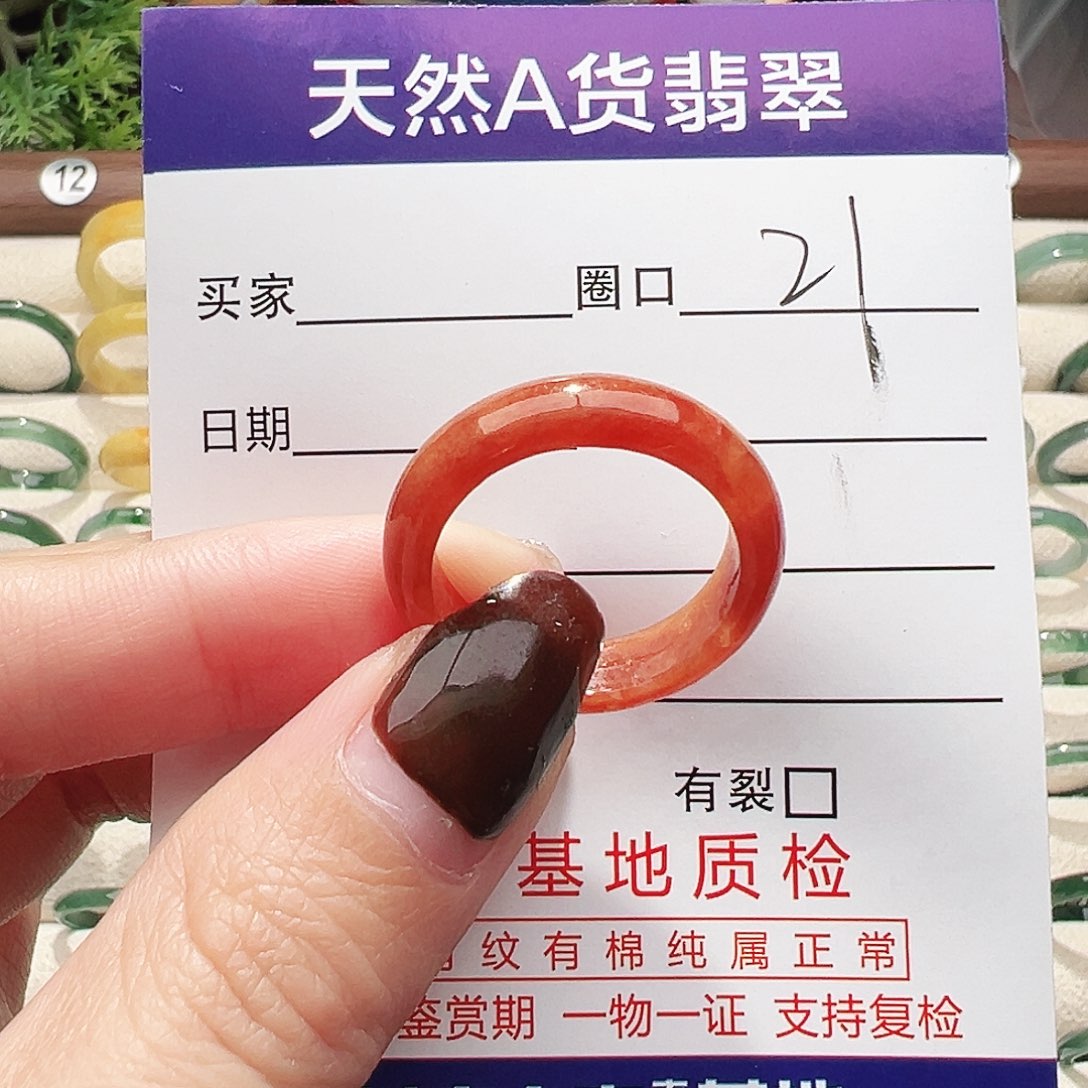 12
天然A货翡翠
买家 圈口 21
日期
有裂
基地质检
纹有棉纯属正常
鉴赏期 一物一证 支持复检